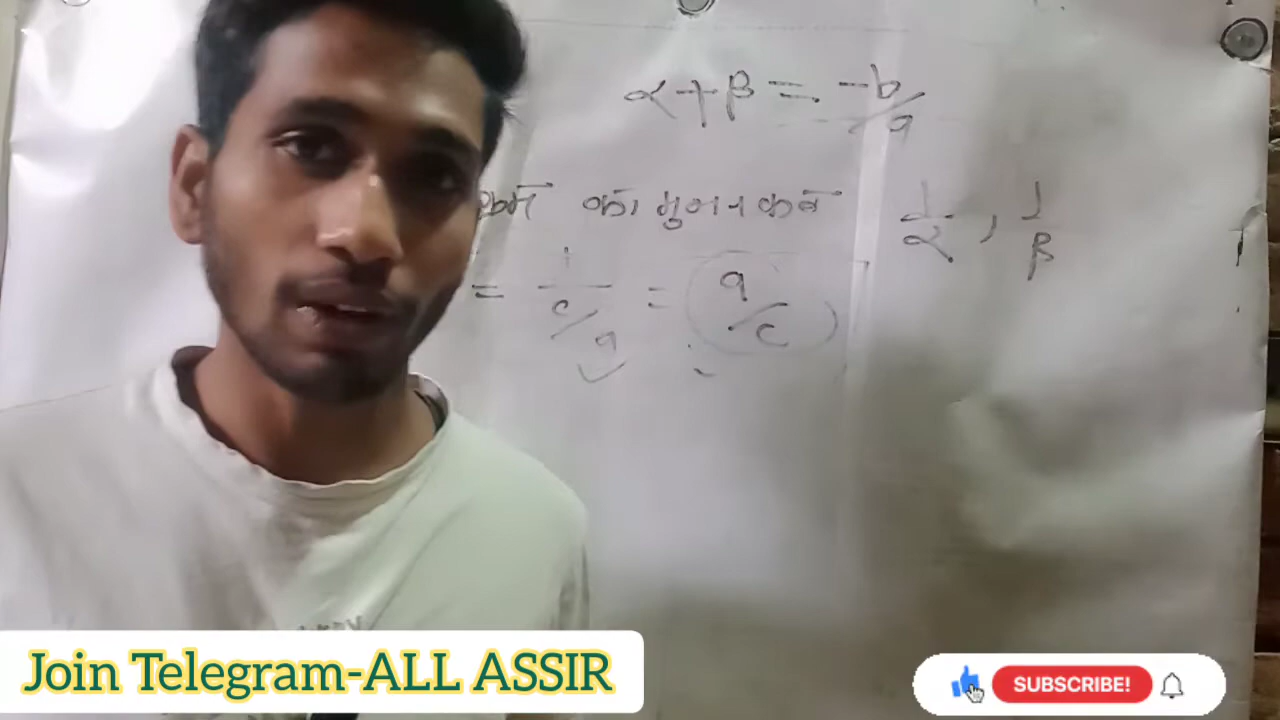 α+β = -b/a
का गुणनफल 1/α , 1/β
= 1/c/a = a/c
Join Telegram-ALL ASSIR
SUBSCRIBE!